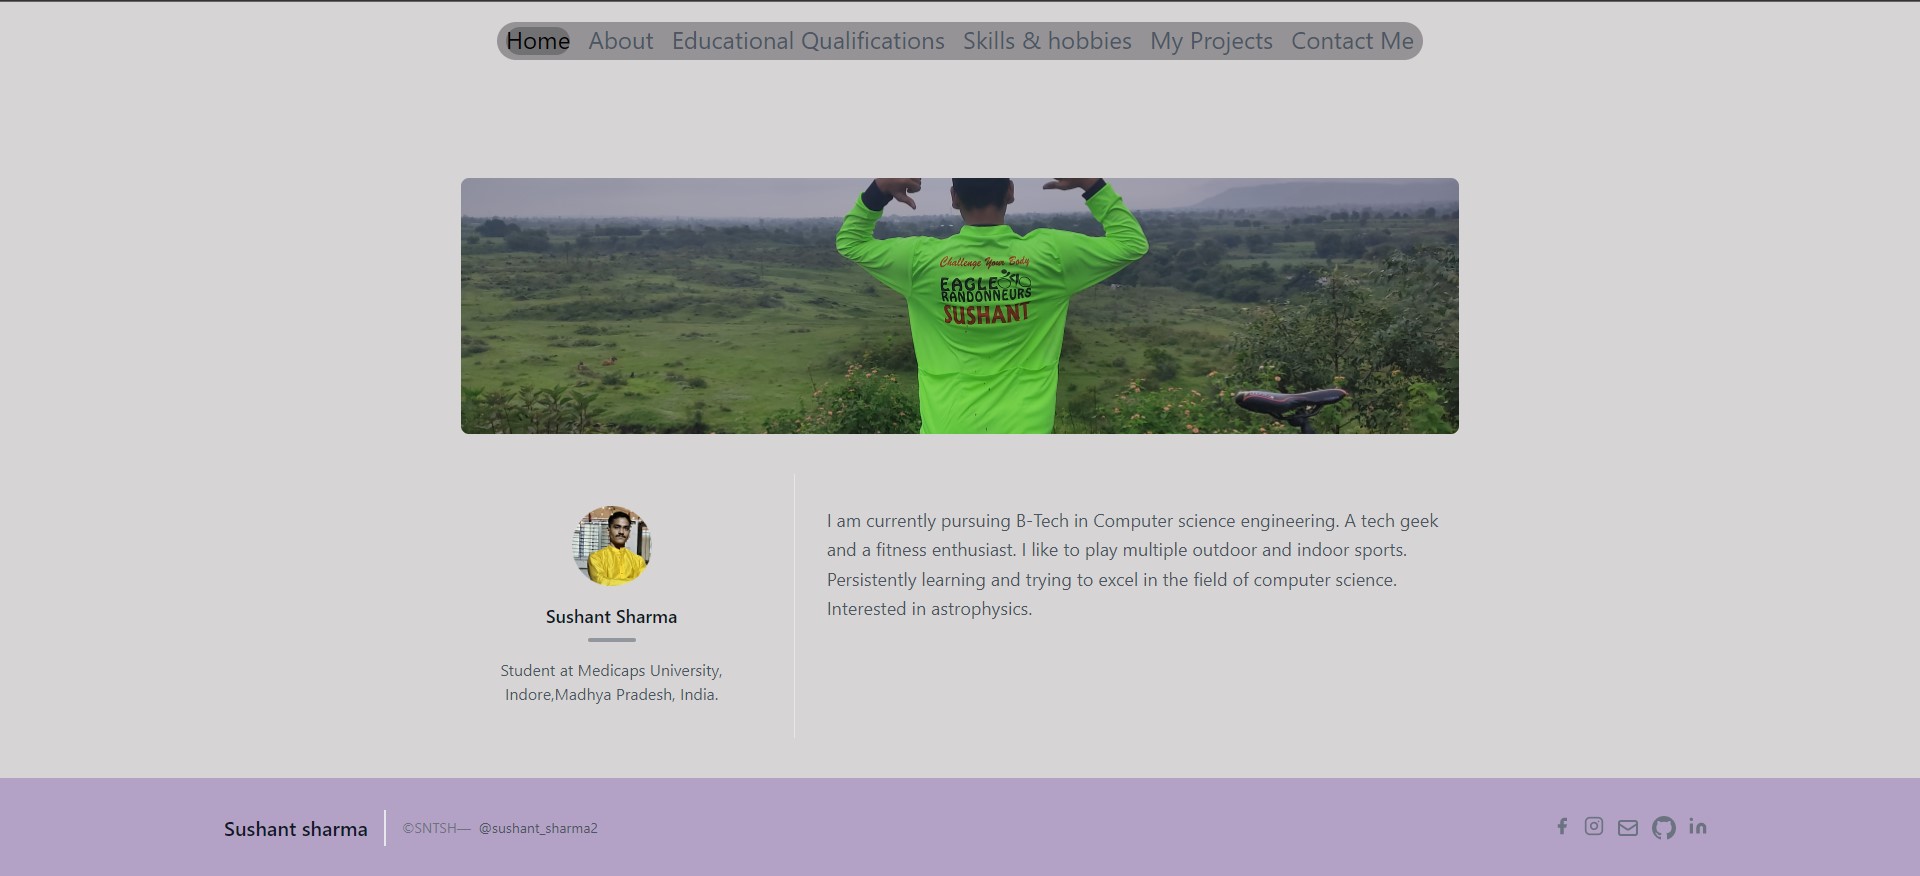 Home About Educational Qualifications Skills & hobbies My Projects Contact Me
Challenge Your Body
EAGLE
RANDONNEURS
SUSHANT
Sushant Sharma
Student at Medicaps University,
Indore,Madhya Pradesh, India.
I am currently pursuing B-Tech in Computer science engineering. A tech geek
and a fitness enthusiast. I like to play multiple outdoor and indoor sports.
Persistently learning and trying to excel in the field of computer science.
Interested in astrophysics.
Sushant sharma ©SNTSH— @sushant_sharma2